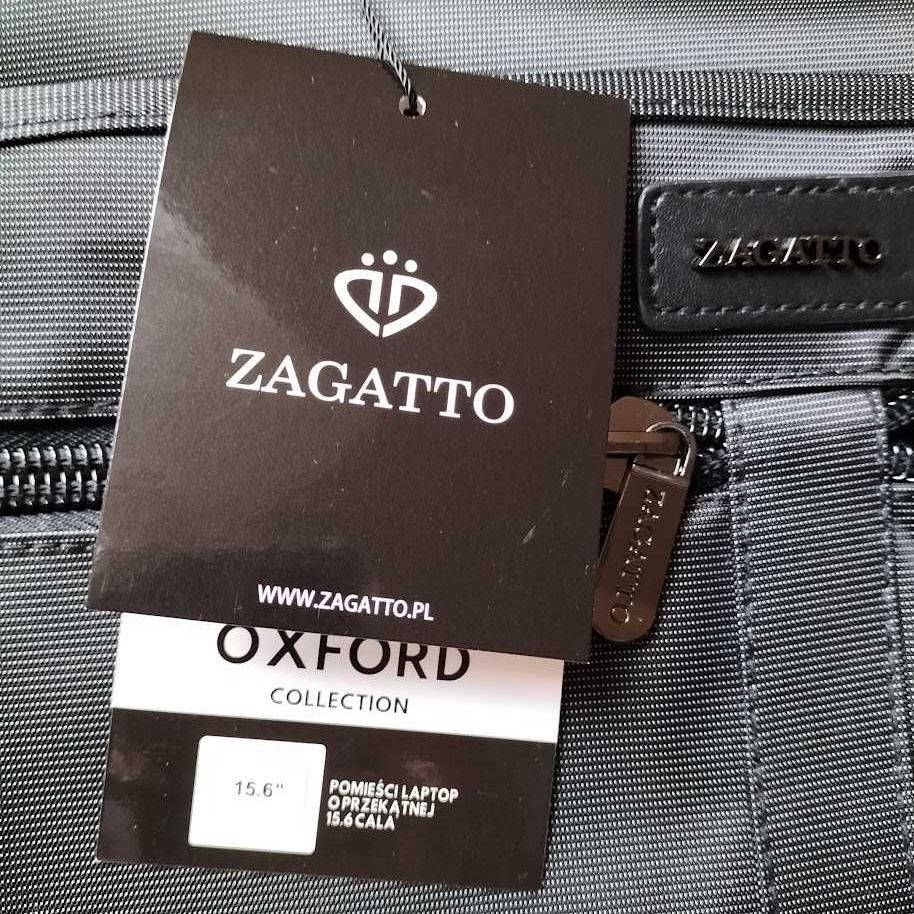 ZAGATTO
ZAGATTO
ZAGATTO
WWW.ZAGATTO.PL
OXFORD
COLLECTION
15.6"
POMIEŚCI LAPTOP
O PRZEKĄTNEJ
15,6 CALA